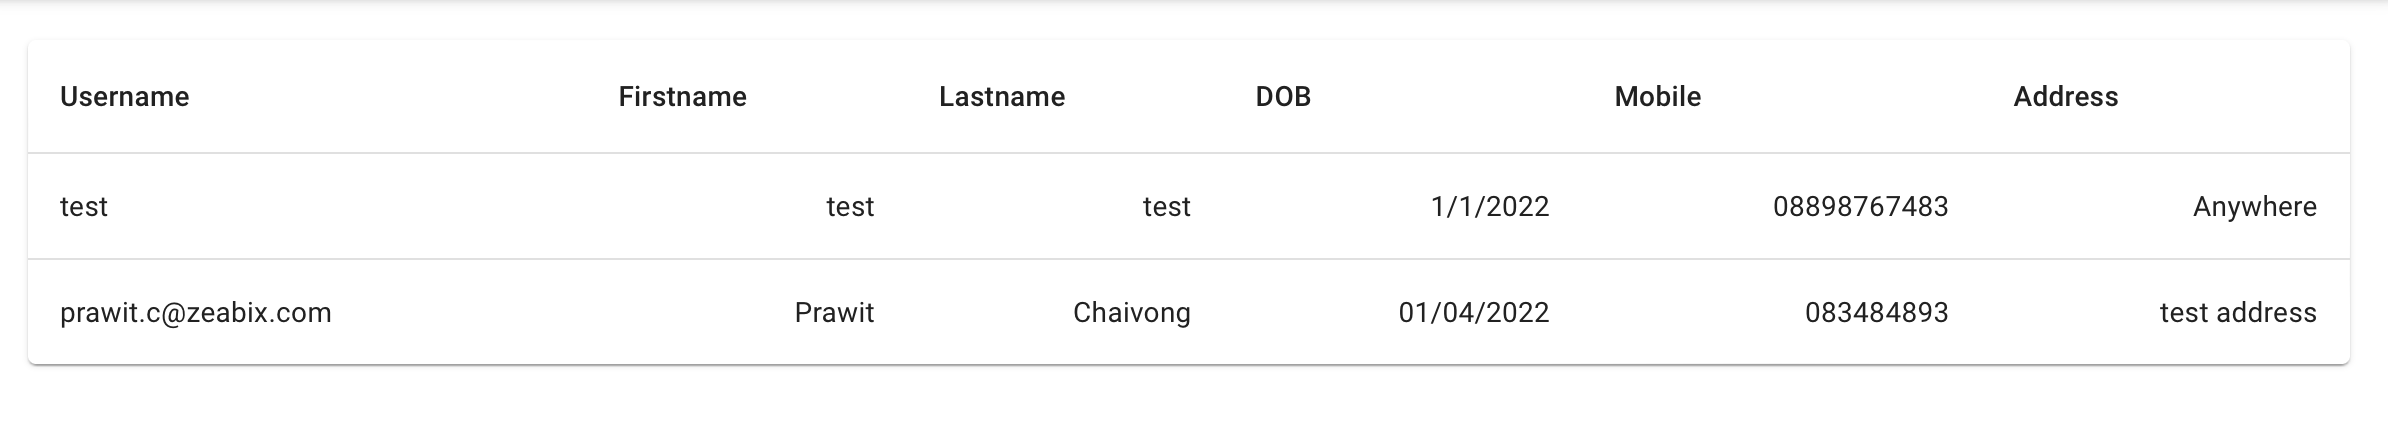 Username Firstname Lastname DOB Mobile Address
test test test 1/1/2022 08898767483 Anywhere
prawit.c@zeabix.com Prawit Chaivong 01/04/2022 083484893 test address